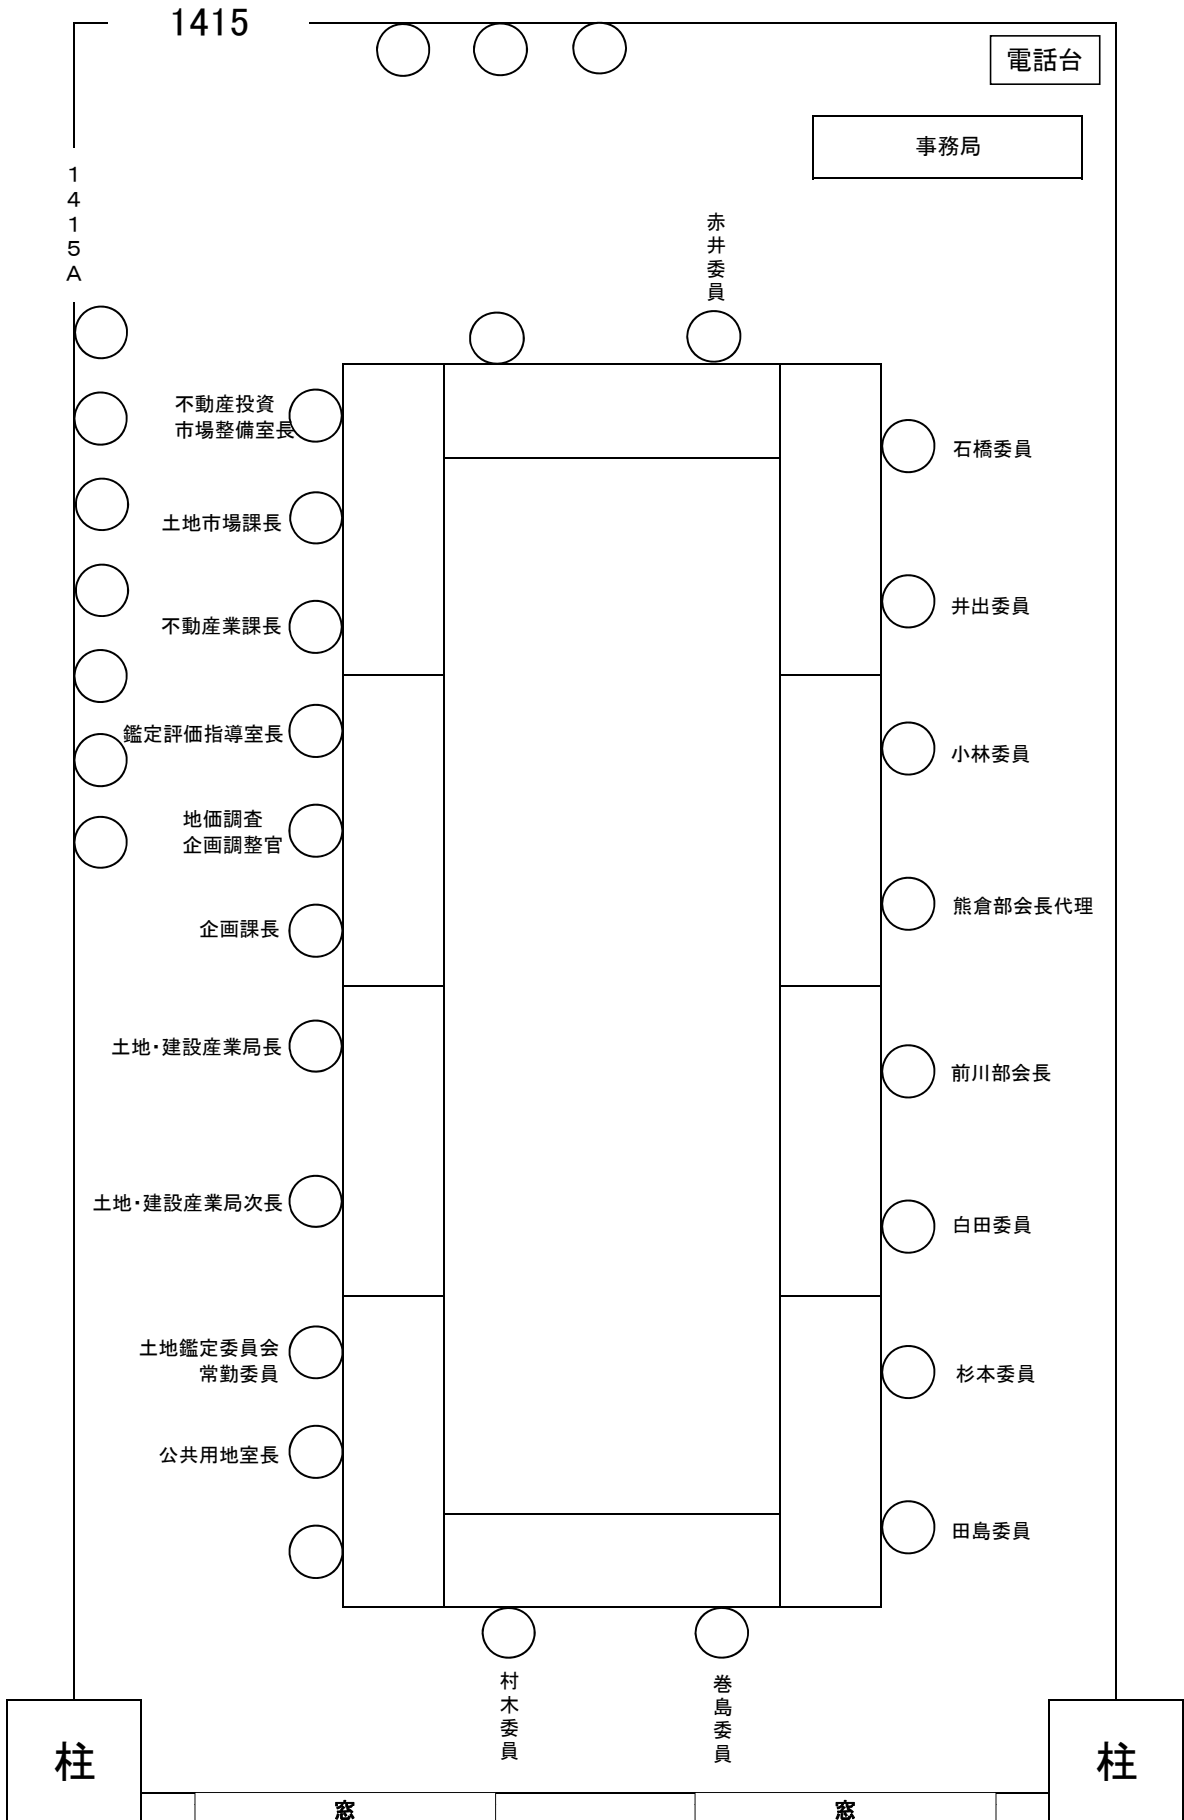 1415
電話台
事務局
1415A
赤井委員
不動産投資
市場整備室長
石橋委員
土地市場課長
井出委員
不動産業課長
鑑定評価指導室長
小林委員
地価調査
企画調整官
熊倉部会長代理
企画課長
土地・建設産業局長
前川部会長
土地・建設産業局次長
白田委員
土地鑑定委員会
常勤委員
杉本委員
公共用地室長
田島委員
村木委員
巻島委員
柱
柱
窓
窓